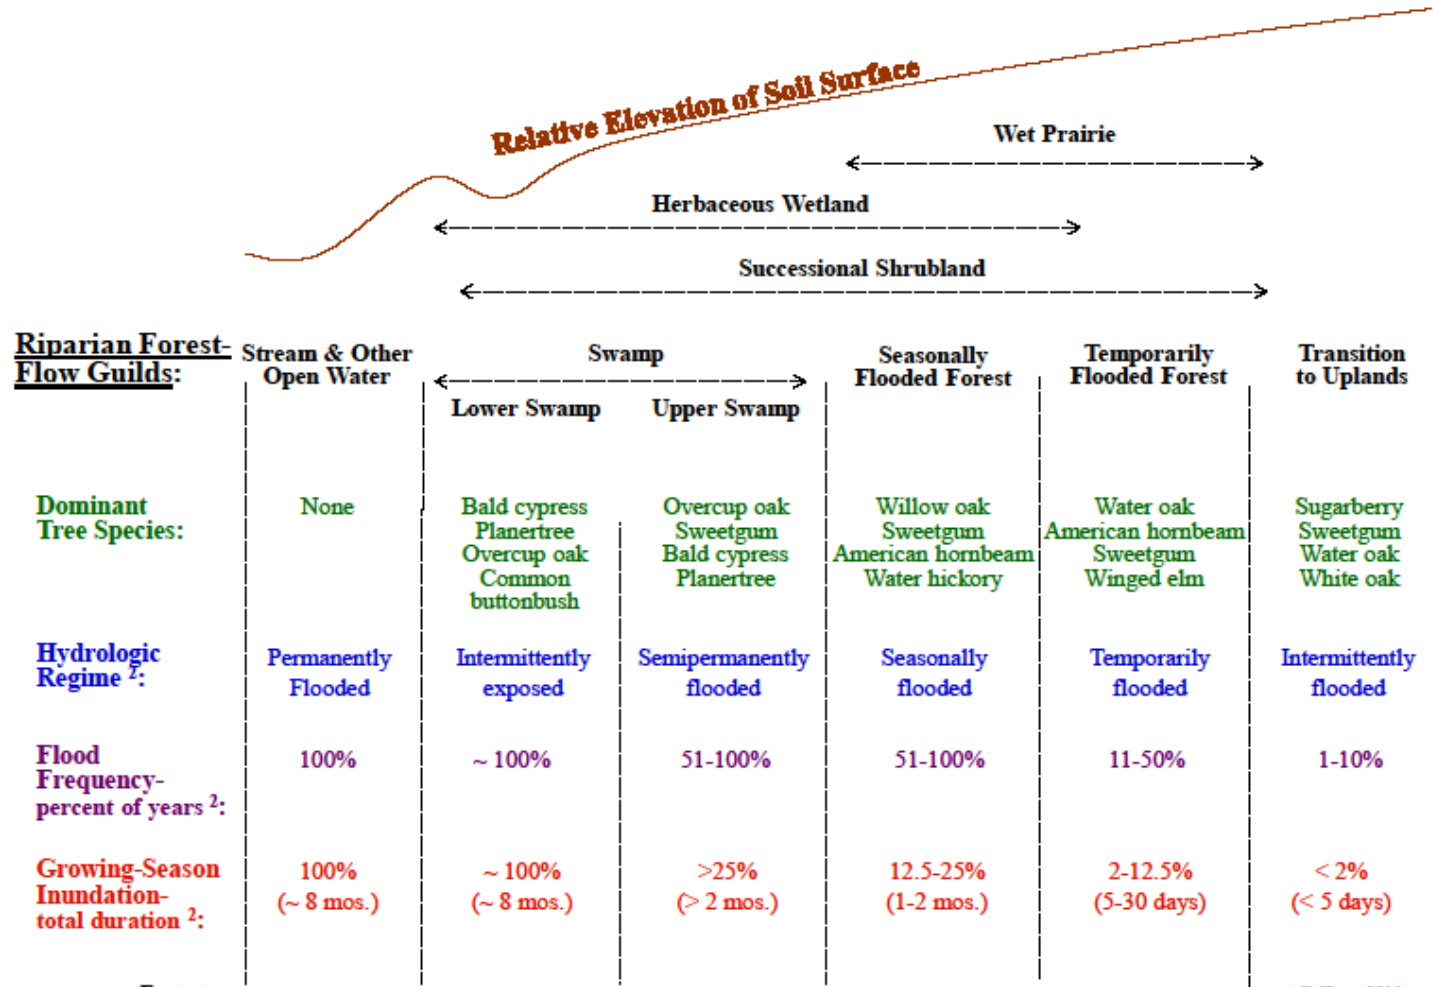 Relative Elevation of Soil Surface
Wet Prairie
Herbaceous Wetland
Successional Shrubland
Riparian Forest-
Flow Guilds:
Stream & Other
Open Water
Swamp
Lower Swamp
Upper Swamp
Seasonally
Flooded Forest
Temporarily
Flooded Forest
Transition
to Uplands
Dominant
Tree Species:
None
Bald cypress
Planertree
Overcup oak
Common
buttonbush
Overcup oak
Sweetgum
Bald cypress
Planertree
Willow oak
Sweetgum
American hornbeam
Water hickory
Water oak
American hornbeam
Sweetgum
Winged elm
Sugarberry
Sweetgum
Water oak
White oak
Hydrologic
Regime ²:
Permanently
Flooded
Intermittently
exposed
Semipermanently
flooded
Seasonally
flooded
Temporarily
flooded
Intermittently
flooded
Flood
Frequency-
percent of years ²:
100%
~ 100%
51-100%
51-100%
11-50%
1-10%
Growing-Season
Inundation-
total duration ²:
100%
(~ 8 mos.)
~ 100%
(~ 8 mos.)
>25%
(> 2 mos.)
12.5-25%
(1-2 mos.)
2-12.5%
(5-30 days)
< 2%
(< 5 days)